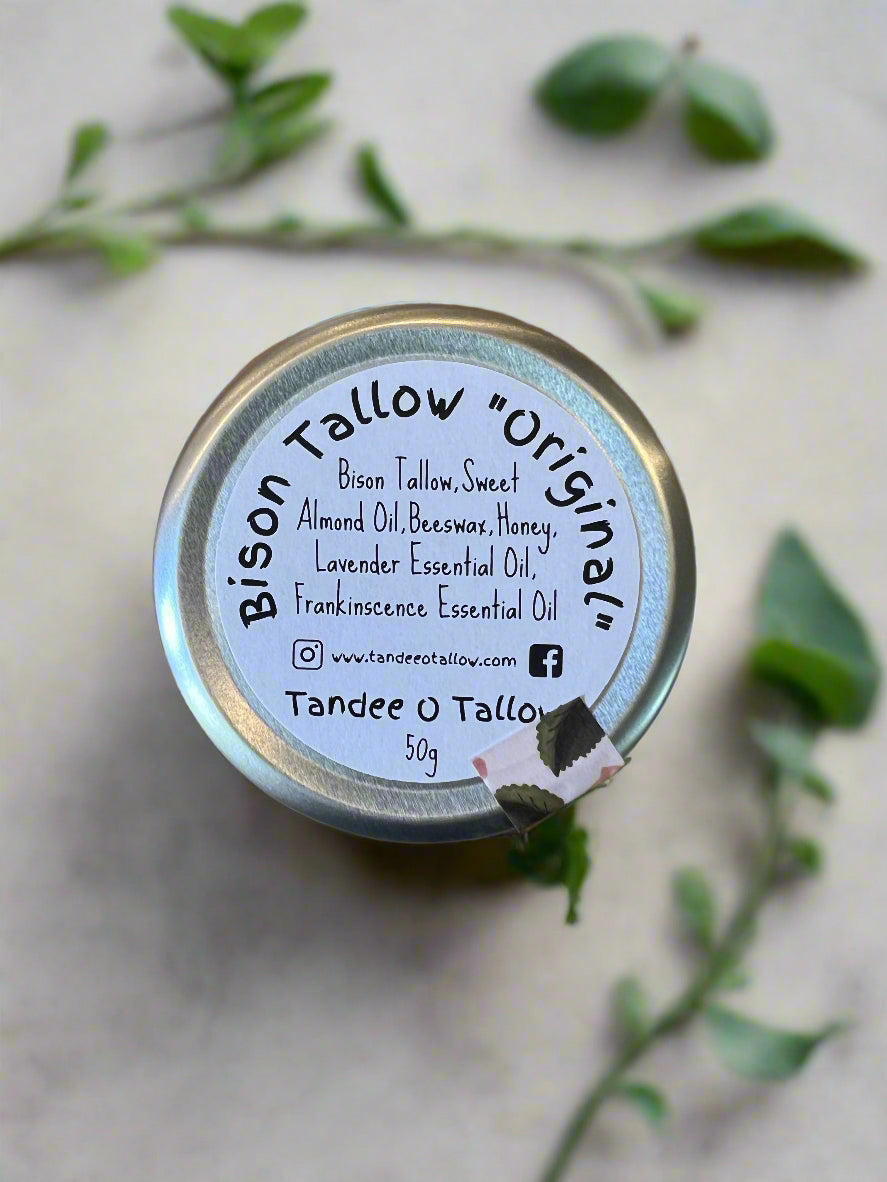 Bison Tallow "Original"
Bison Tallow, Sweet
Almond Oil, Beeswax, Honey,
Lavender Essential Oil,
Frankinscence Essential Oil
www.tandeeotallow.com
Tandee O Tallow
50g